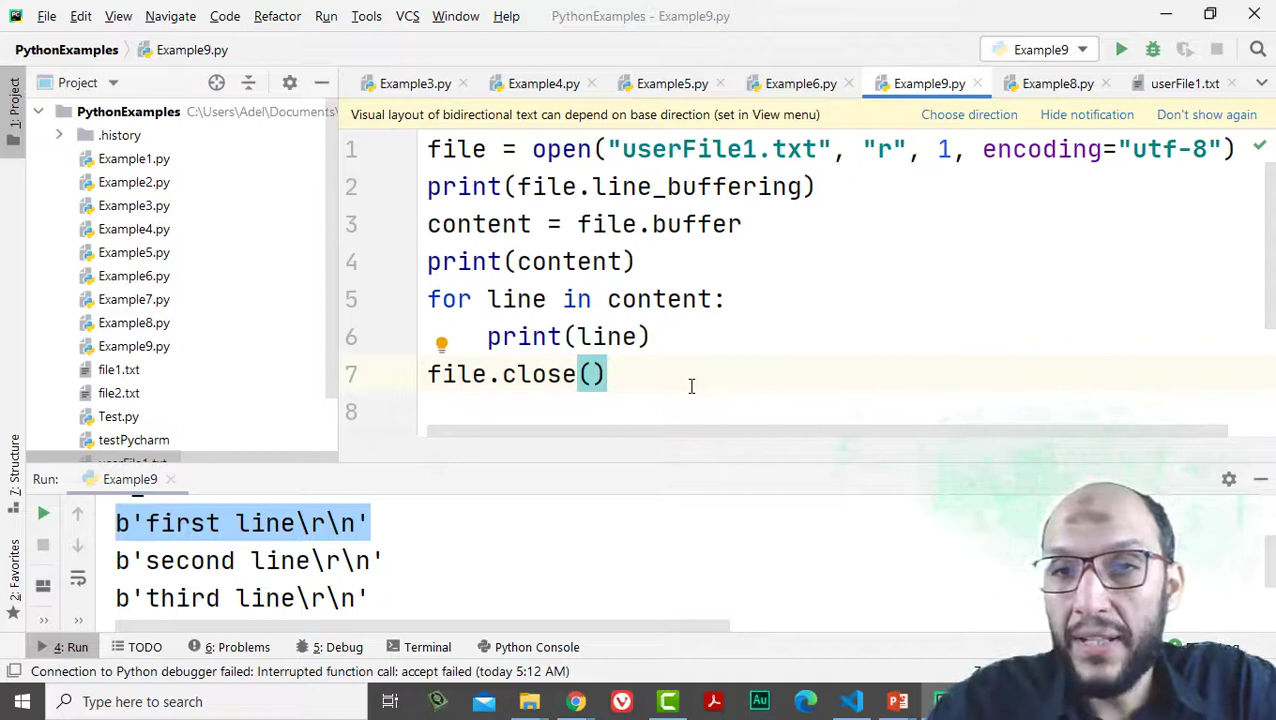 File Edit View Navigate Code Refactor Run Tools VCS Window Help PythonExamples - Example9.py
PythonExamples Example9.py Example9
Project Example3.py Example4.py Example5.py Example6.py Example9.py Example8.py userFile1.txt
1: Project
PythonExamples C:\Users\Adel\Documents\
.history
Example1.py
Example2.py
Example3.py
Example4.py
Example5.py
Example6.py
Example7.py
Example8.py
Example9.py
file1.txt
file2.txt
Test.py
testPycharm
Visual layout of bidirectional text can depend on base direction (set in View menu) Choose direction Hide notification Don't show again
1 file = open("userFile1.txt", "r", 1, encoding="utf-8")
2 print(file.line_buffering)
3 content = file.buffer
4 print(content)
5 for line in content:
6 print(line)
7 file.close()
8
7: Structure
2: Favorites
Run: Example9
b'first line\r\n'
b'second line\r\n'
b'third line\r\n'
4: Run TODO 6: Problems 5: Debug Terminal Python Console
Connection to Python debugger failed: Interrupted function call: accept failed (today 5:12 AM)
Type here to search